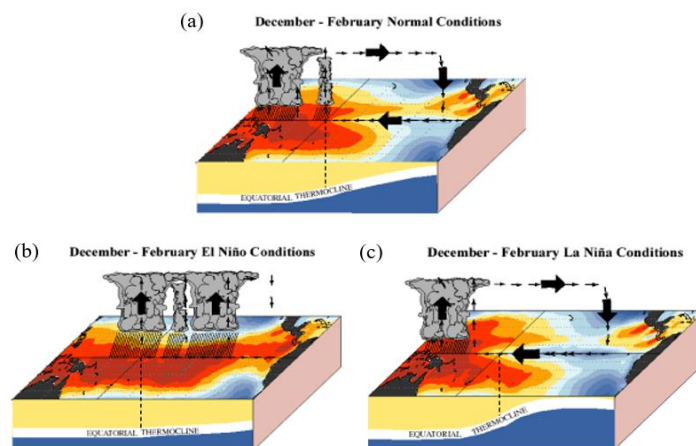 (a)
December - February Normal Conditions
EQUATORIAL THERMOCLINE
(b)
December - February El Niño Conditions
EQUATORIAL THERMOCLINE
(c)
December - February La Niña Conditions
EQUATORIAL THERMOCLINE